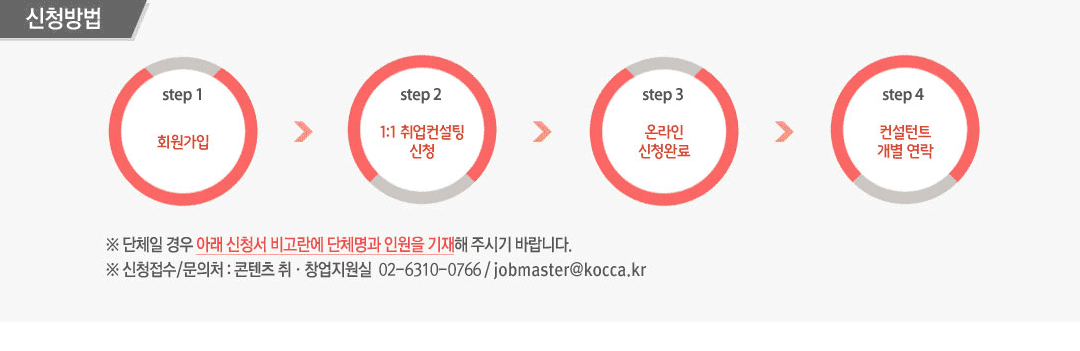 신청방법
step 1
회원가입
step 2
1:1 취업컨설팅
신청
step 3
온라인
신청완료
step 4
컨설턴트
개별 연락
※ 단체일 경우 아래 신청서 비고란에 단체명과 인원을 기재해 주시기 바랍니다.
※ 신청접수/문의처 : 콘텐츠 취 · 창업지원실 02-6310-0766 / jobmaster@kocca.kr